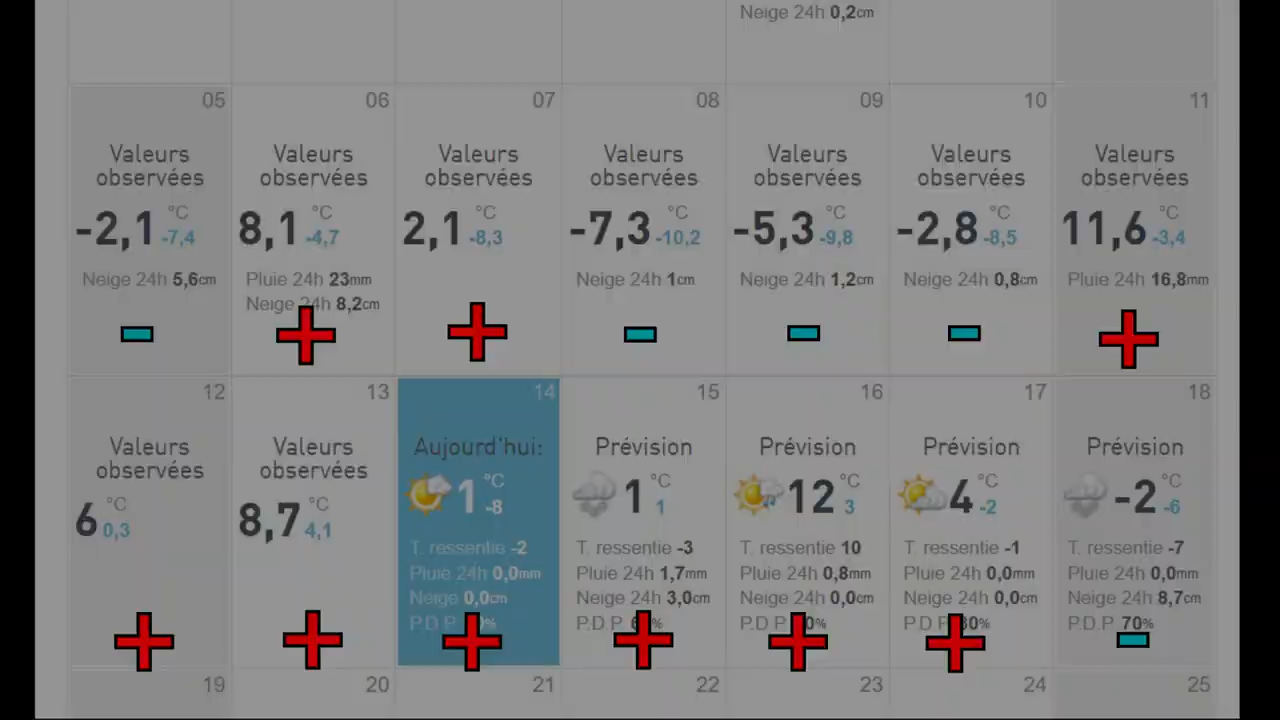 Neige 24h 0,2cm
05
06
07
08
09
10
11
Valeurs
observées
-2,1 °C -7,4
Neige 24h 5,6cm
Valeurs
observées
8,1 °C -4,7
Pluie 24h 23mm
Neige 24h 8,2cm
Valeurs
observées
2,1 °C -8,3
Valeurs
observées
-7,3 °C -10,2
Neige 24h 1cm
Valeurs
observées
-5,3 °C -9,8
Neige 24h 1,2cm
Valeurs
observées
-2,8 °C -8,5
Neige 24h 0,8cm
Valeurs
observées
11,6 °C -3,4
Pluie 24h 16,8mm
12
13
14
15
16
17
18
Valeurs
observées
6 °C 0,3
Valeurs
observées
8,7 °C 4,1
Aujourd'hui:
1 °C -8
T. ressentie -2
Pluie 24h 0,0mm
Neige 0,0cm
P.D.P. %
Prévision
1 °C 1
T. ressentie -3
Pluie 24h 1,7mm
Neige 24h 3,0cm
P.D.P. %
Prévision
12 °C 3
T. ressentie 10
Pluie 24h 0,8mm
Neige 24h 0,0cm
P.D.P. %
Prévision
4 °C -2
T. ressentie -1
Pluie 24h 0,0mm
Neige 24h 0,0cm
P.D.P. %
Prévision
-2 °C -6
T. ressentie -7
Pluie 24h 0,0mm
Neige 24h 8,7cm
P.D.P. 70%
19
20
21
22
23
24
25